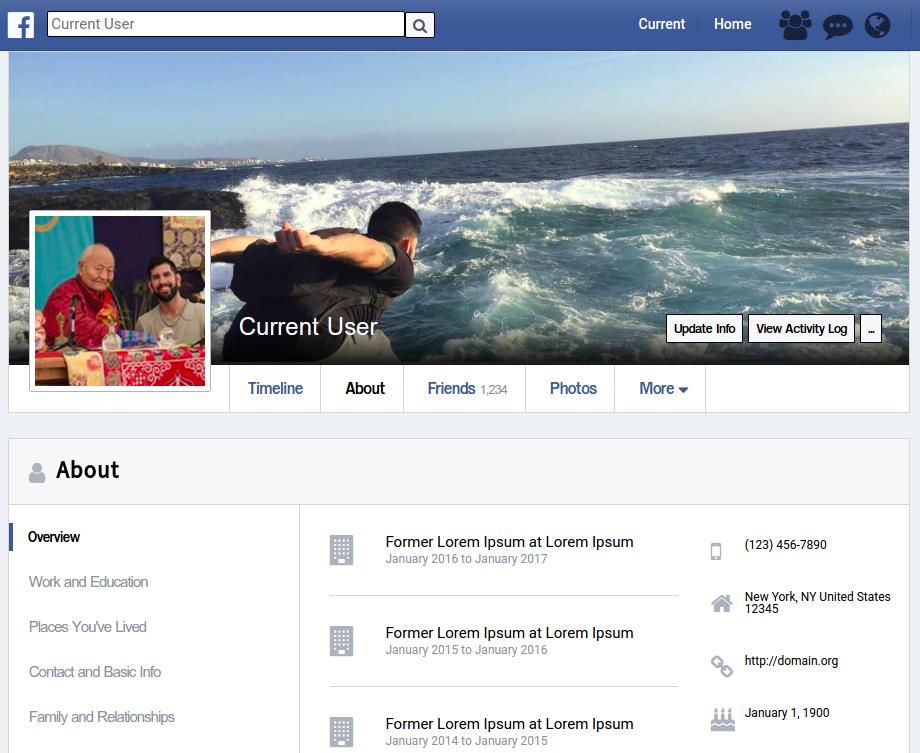 Current User
Current
Home
Current User
Update Info
View Activity Log
...
Timeline
About
Friends 1,234
Photos
More
About
Overview
Work and Education
Places You've Lived
Contact and Basic Info
Family and Relationships
Former Lorem Ipsum at Lorem Ipsum
January 2016 to January 2017
Former Lorem Ipsum at Lorem Ipsum
January 2015 to January 2016
Former Lorem Ipsum at Lorem Ipsum
January 2014 to January 2015
(123) 456-7890
New York, NY United States
12345
http://domain.org
January 1, 1900